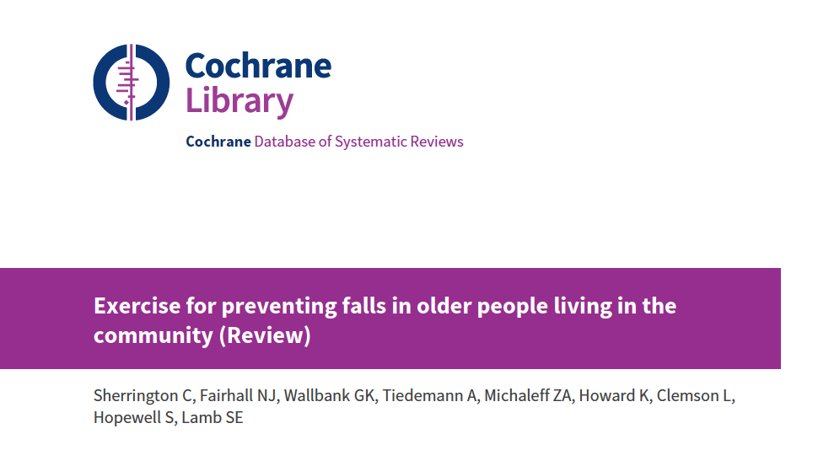 Cochrane
Library
Cochrane Database of Systematic Reviews
Exercise for preventing falls in older people living in the
community (Review)
Sherrington C, Fairhall NJ, Wallbank GK, Tiedemann A, Michaleff ZA, Howard K, Clemson L,
Hopewell S, Lamb SE